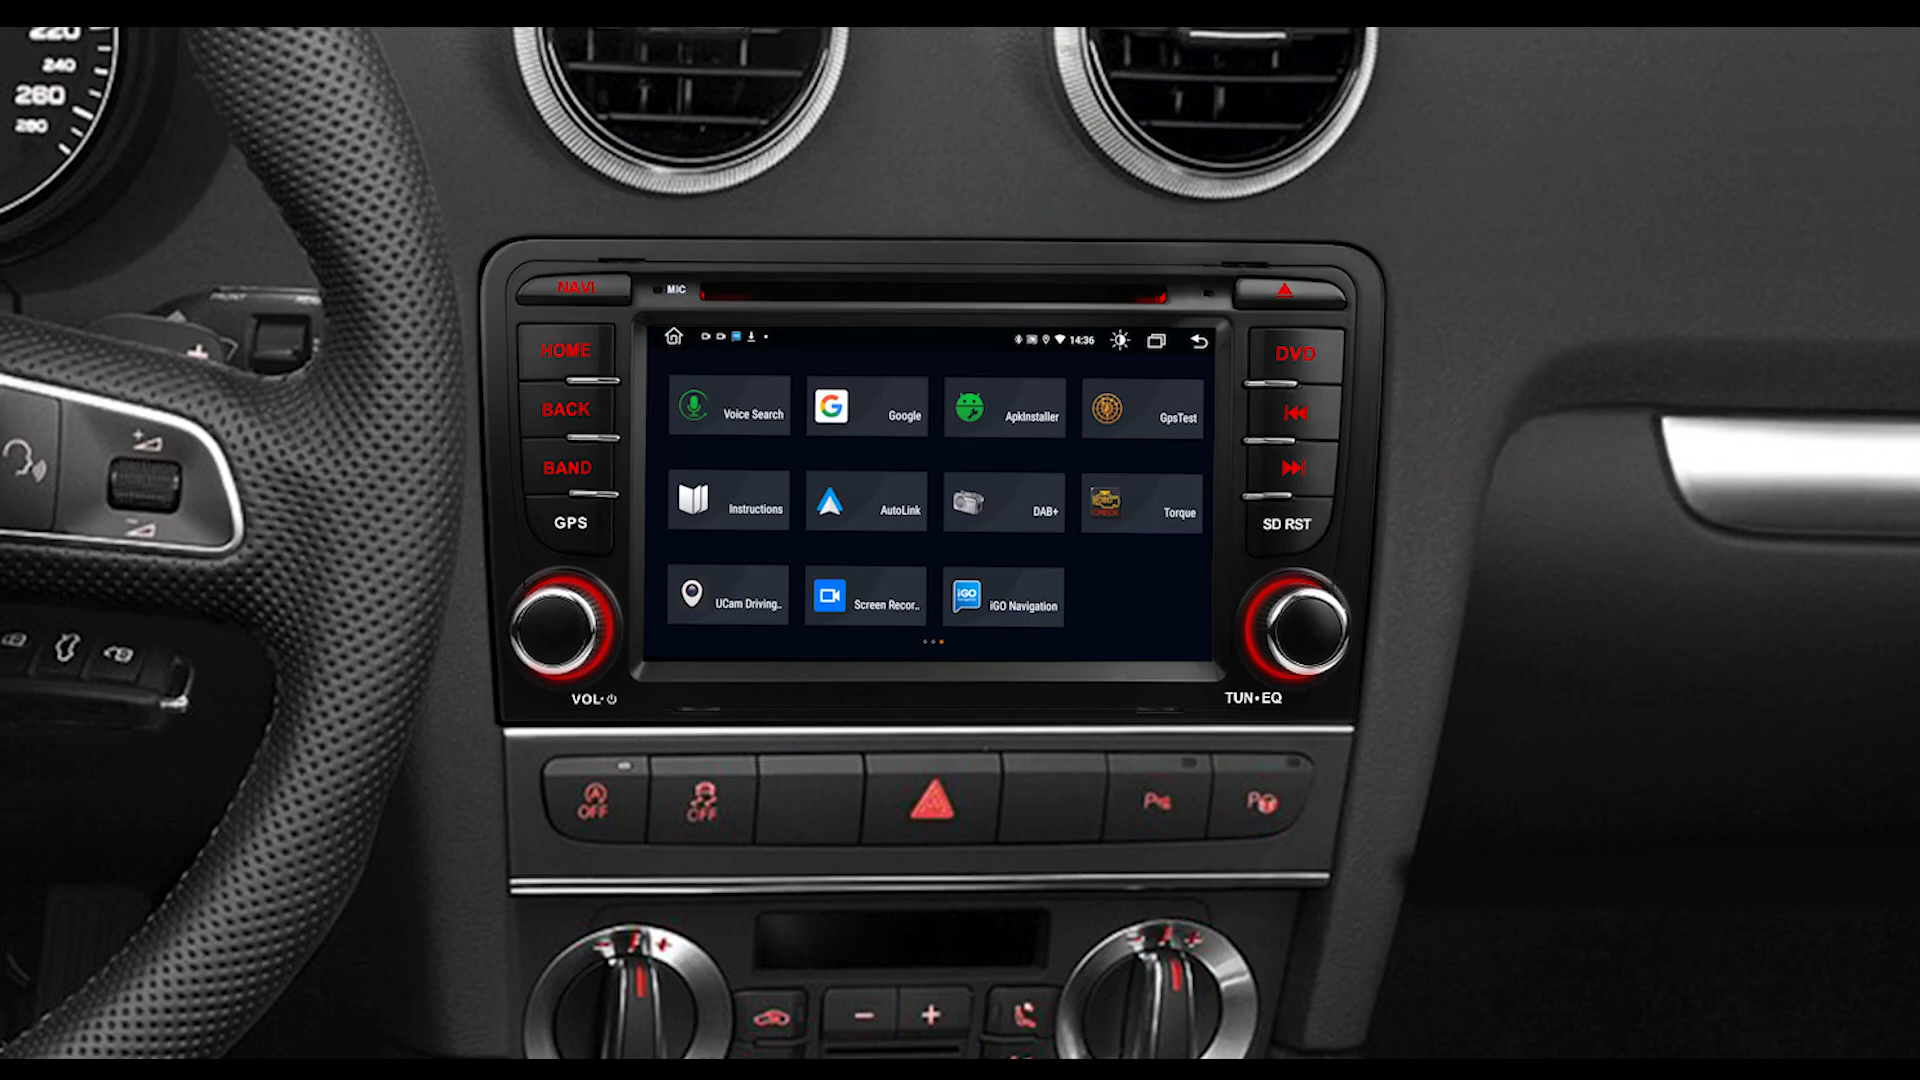 220
240
260
280
NAVI
MIC
HOME
BACK
BAND
GPS
14:36
Voice Search
Google
ApkInstaller
GpsTest
Instructions
AutoLink
DAB+
Torque
UCam Driving..
Screen Recor..
iGO
iGO Navigation
DVD
SD RST
VOL
TUN•EQ
OFF
OFF